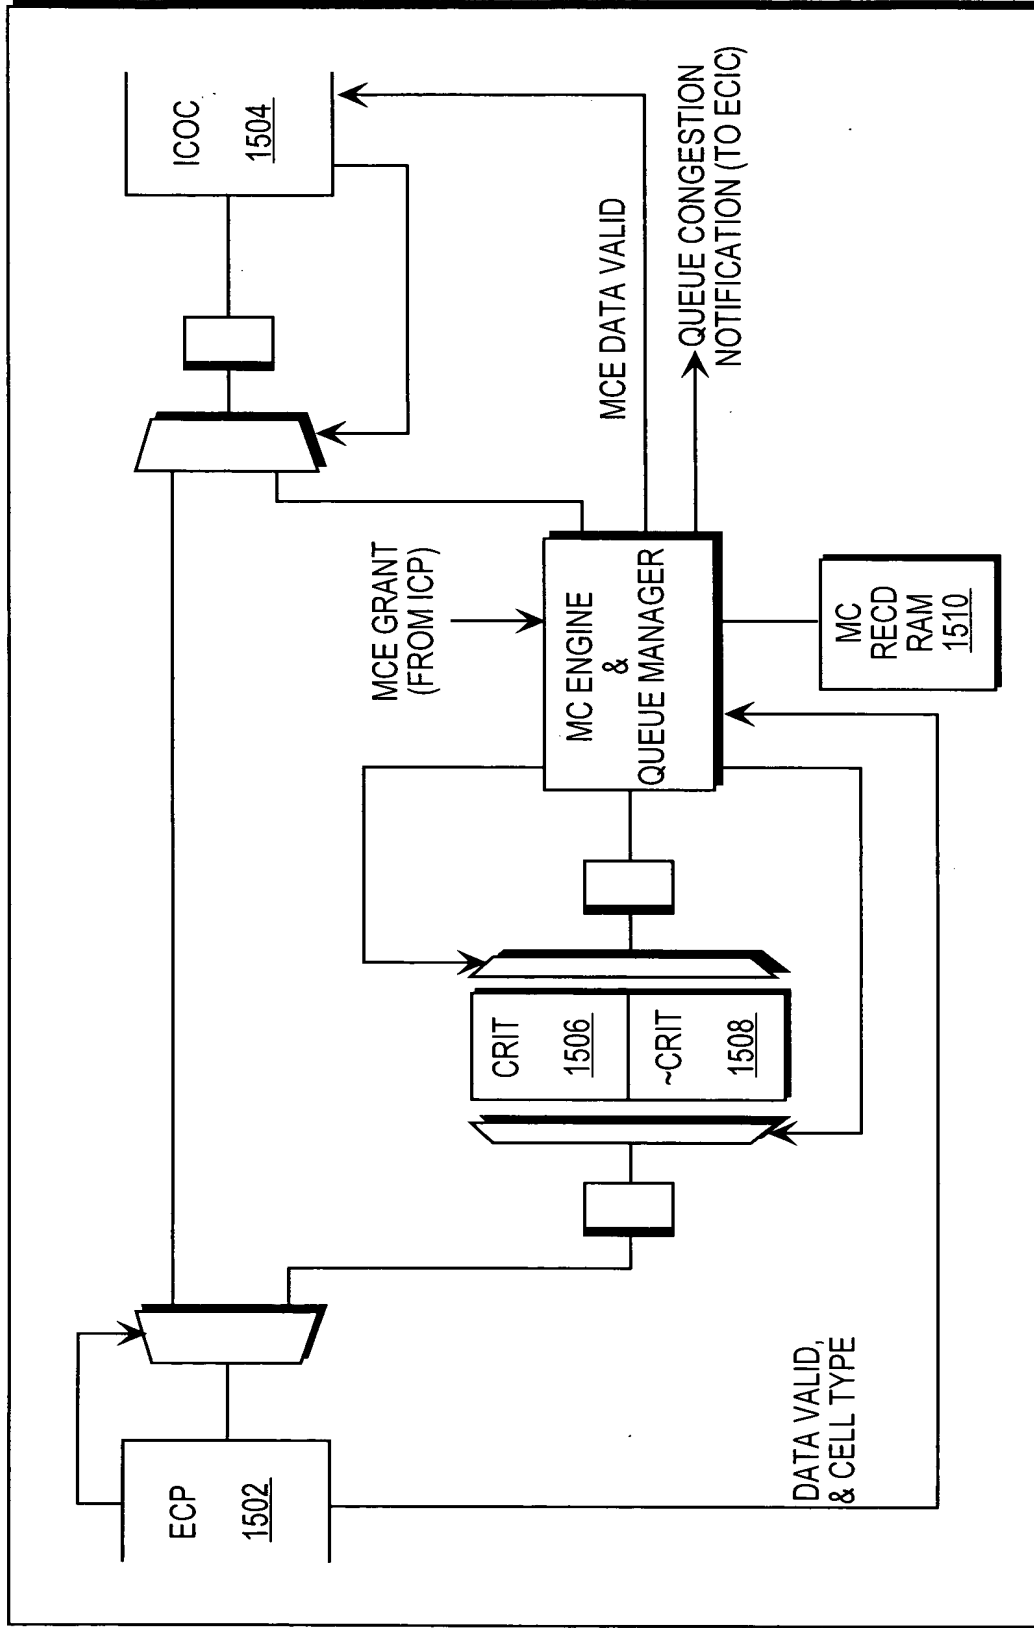 ECP
1502
DATA VALID,
& CELL TYPE
CRIT
1506
~CRIT
1508
MCE GRANT
(FROM ICP)
MC ENGINE
&
QUEUE MANAGER
MC
RECD
RAM
1510
ICOC
1504
MCE DATA VALID
QUEUE CONGESTION
NOTIFICATION (TO ECIC)